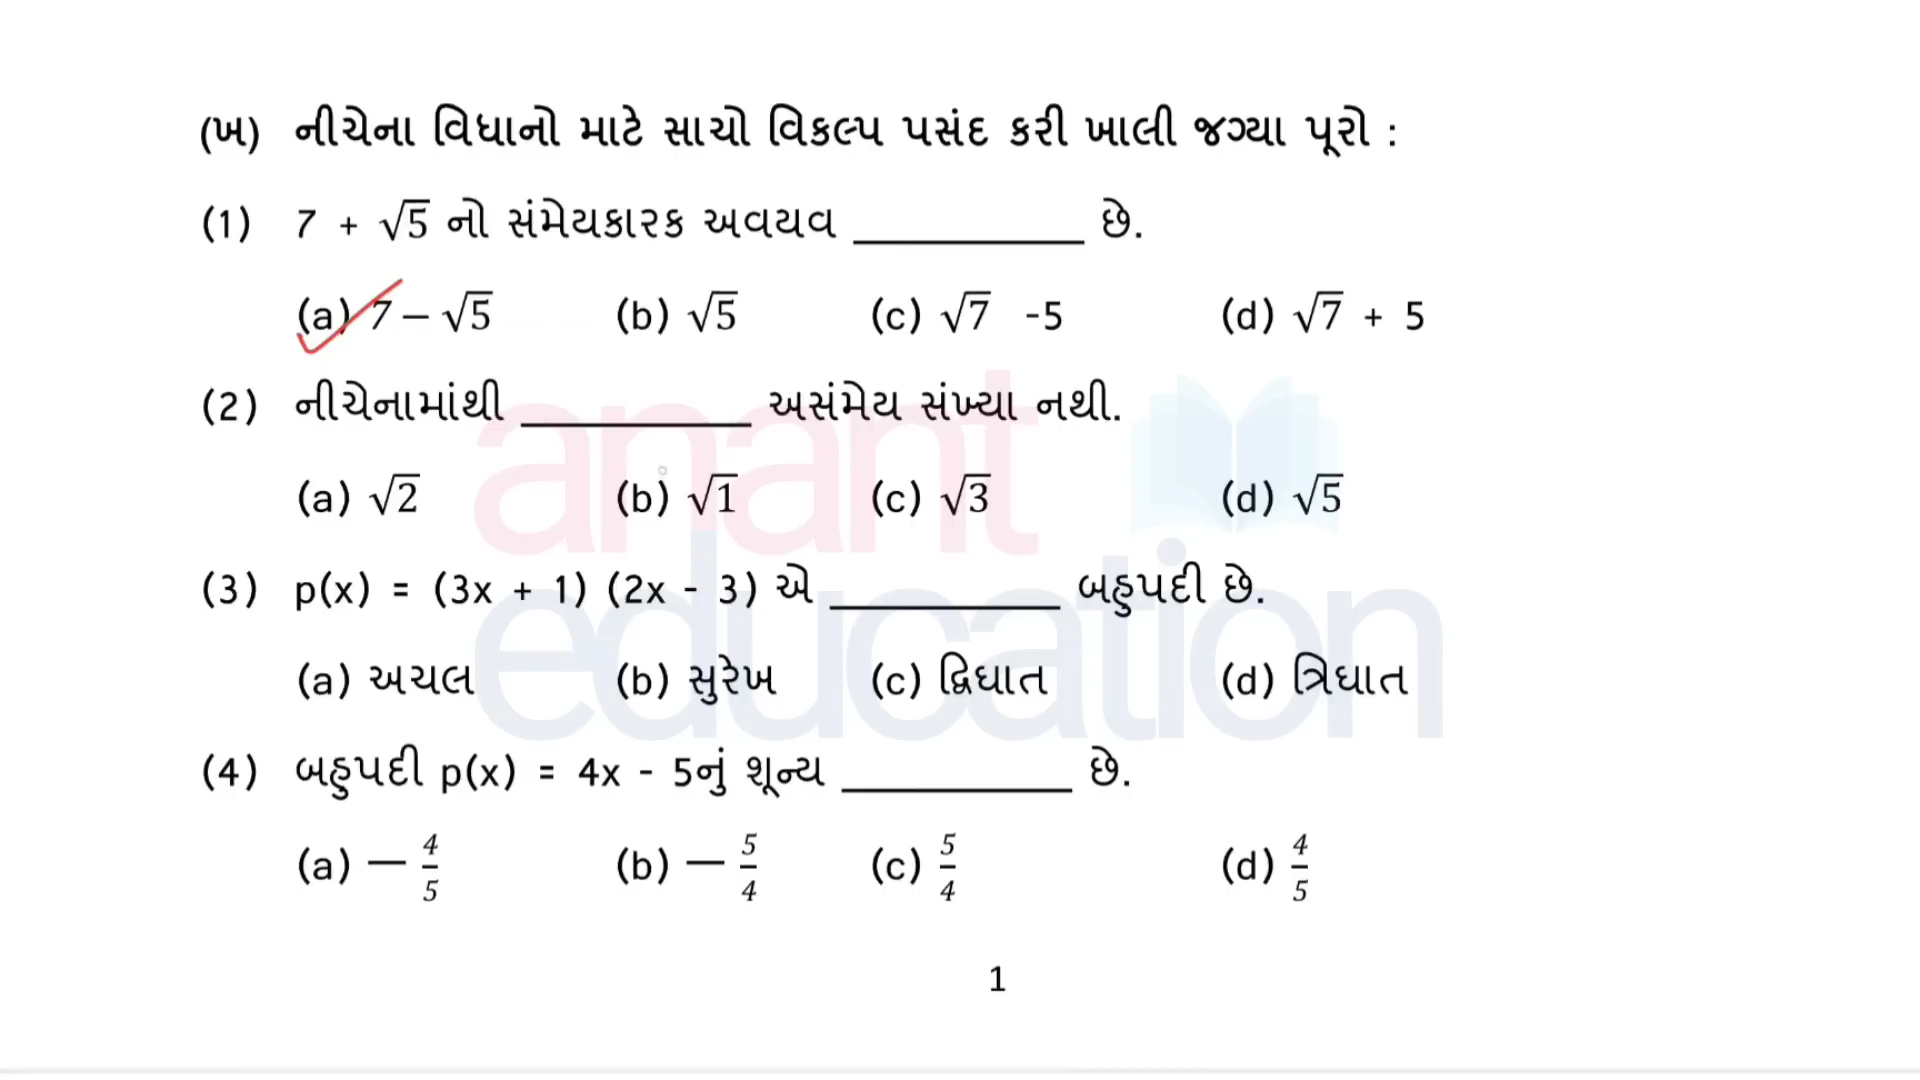 (ખ) નીચેના વિધાનો માટે સાચો વિકલ્પ પસંદ કરી ખાલી જગ્યા પૂરો :
(1) 7 + √5 નો સંમેયકારક અવયવ __________ છે.
(a) 7 – √5 (b) √5 (c) √7 -5 (d) √7 + 5
(2) નીચેનામાંથી __________ અસંમેય સંખ્યા નથી.
(a) √2 (b) √1 (c) √3 (d) √5
(3) p(x) = (3x + 1) (2x - 3) એ __________ બહુપદી છે.
(a) અચલ (b) સુરેખ (c) દ્વિઘાત (d) ત્રિઘાત
(4) બહુપદી p(x) = 4x - 5નું શૂન્ય __________ છે.
(a) — 4/5 (b) — 5/4 (c) 5/4 (d) 4/5
1
anant
education